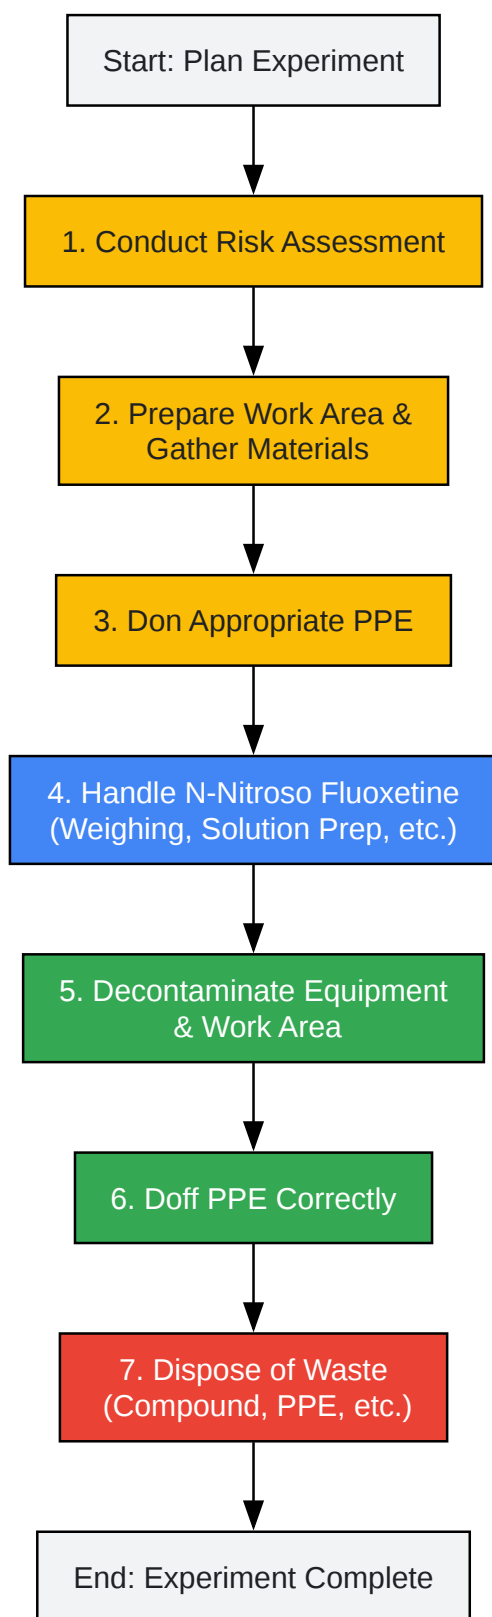 Start: Plan Experiment
1. Conduct Risk Assessment
2. Prepare Work Area &
Gather Materials
3. Don Appropriate PPE
4. Handle N-Nitroso Fluoxetine
(Weighing, Solution Prep, etc.)
5. Decontaminate Equipment
& Work Area
6. Doff PPE Correctly
7. Dispose of Waste
(Compound, PPE, etc.)
End: Experiment Complete